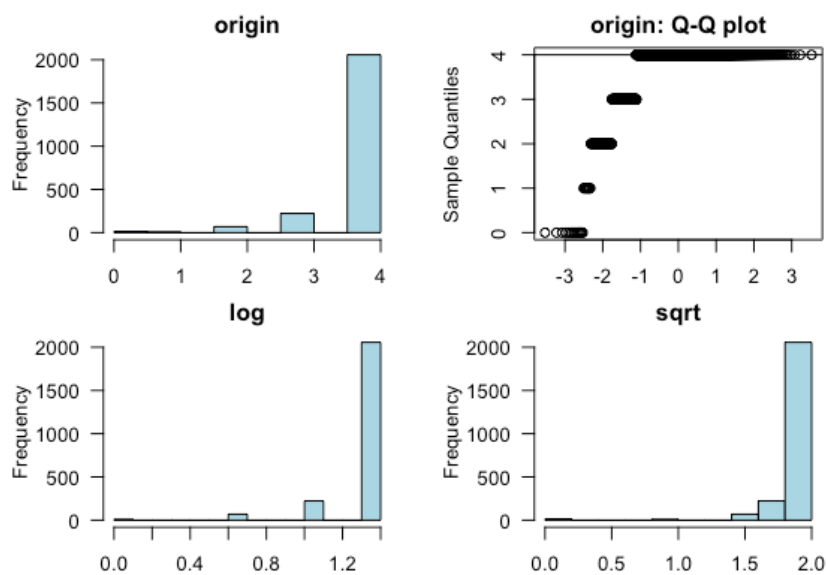 origin
Frequency
2000
1500
1000
500
0
0 1 2 3 4
origin: Q-Q plot
Sample Quantiles
4
3
2
1
0
-3 -2 -1 0 1 2 3
log
Frequency
2000
1500
1000
500
0
0.0 0.4 0.8 1.2
sqrt
Frequency
2000
1500
1000
500
0
0.0 0.5 1.0 1.5 2.0